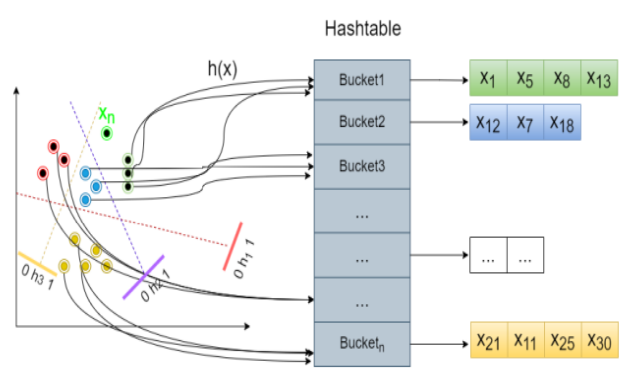 Hashtable
h(x)
Bucket1
x1 x5 x8 x13
xn
Bucket2
x12 x7 x18
Bucket3
...
...
... ...
...
0 h1 1
0 h2 1
0 h3 1
Bucketn
x21 x11 x25 x30